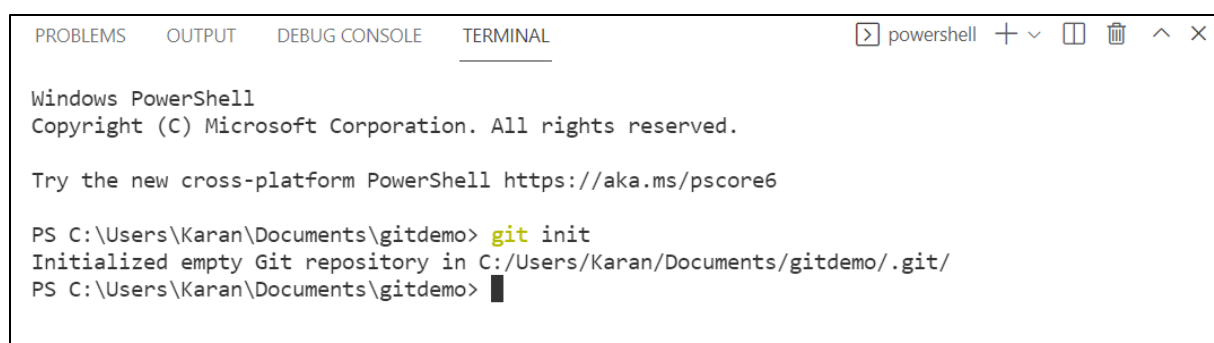 PROBLEMS OUTPUT DEBUG CONSOLE TERMINAL powershell
Windows PowerShell
Copyright (C) Microsoft Corporation. All rights reserved.
Try the new cross-platform PowerShell https://aka.ms/pscore6
PS C:\Users\Karan\Documents\gitdemo> git init
Initialized empty Git repository in C:/Users/Karan/Documents/gitdemo/.git/
PS C:\Users\Karan\Documents\gitdemo>